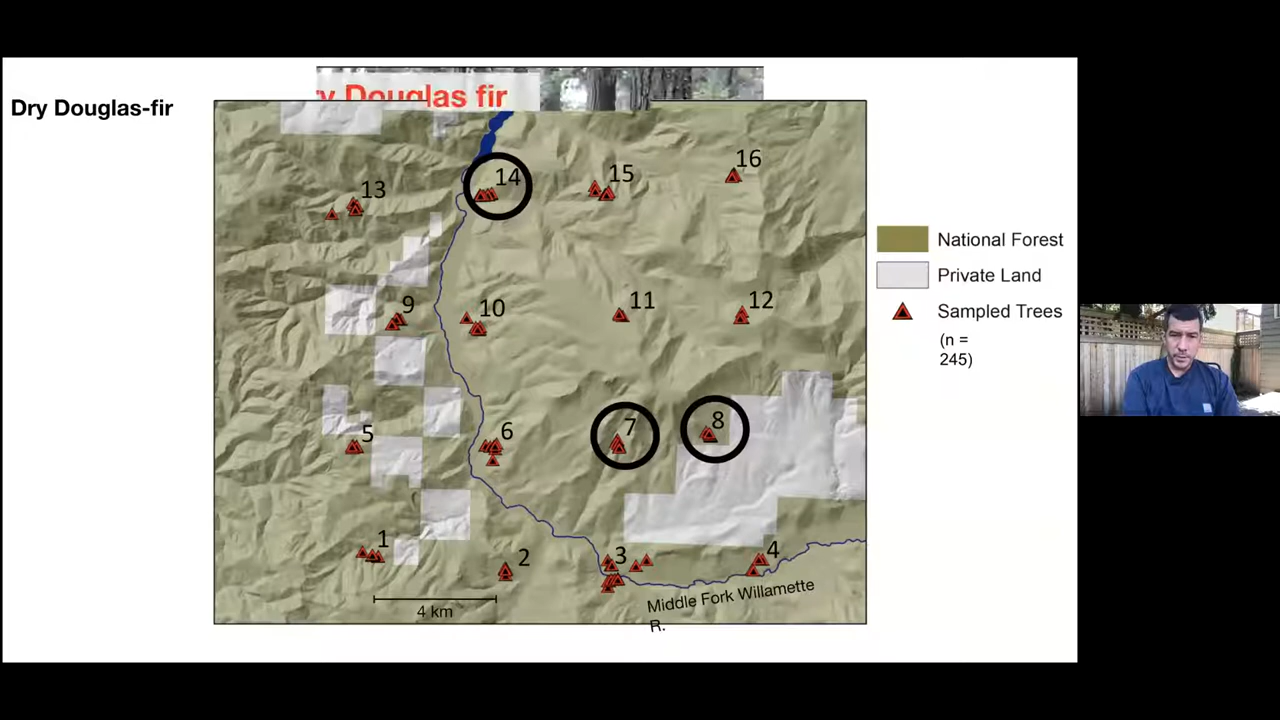 Dry Douglas-fir
y Douglas fir
16
14
15
13
National Forest
Private Land
9
10
11
12
Sampled Trees
(n =
245)
5
6
7
8
1
2
3
4
4 km
Middle Fork Willamette
R.